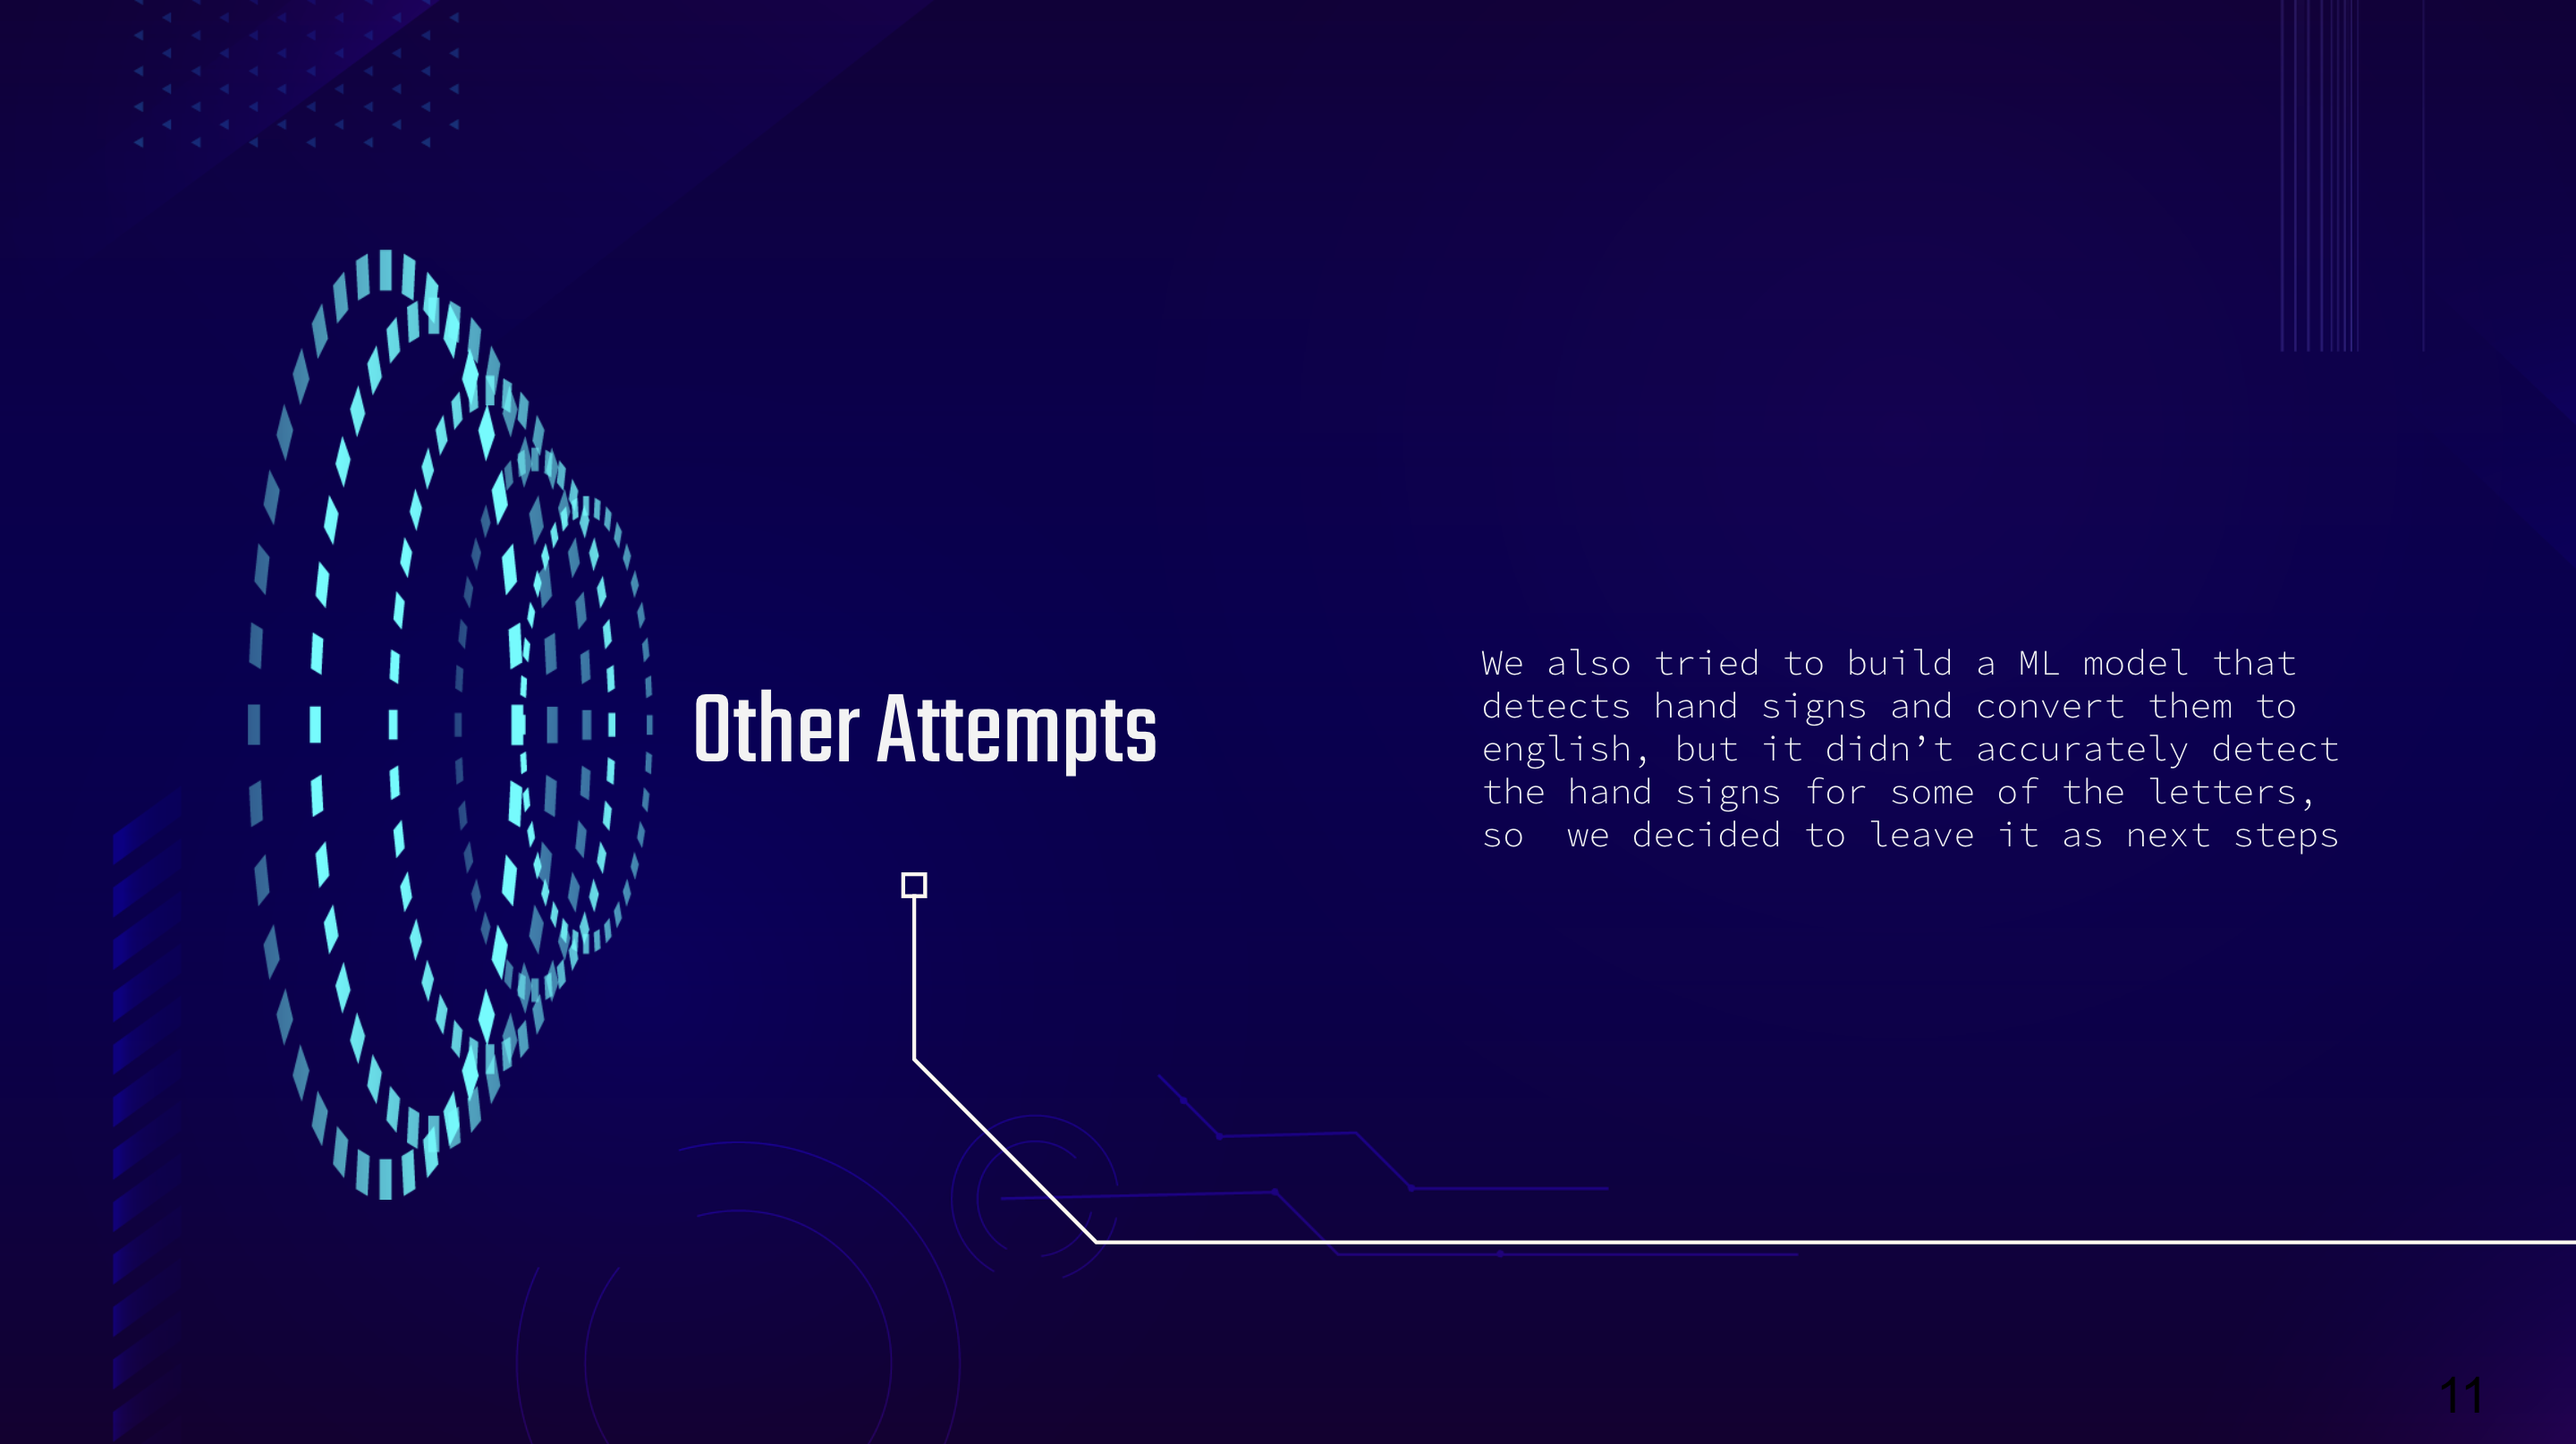 Other Attempts
We also tried to build a ML model that
detects hand signs and convert them to
english, but it didn’t accurately detect
the hand signs for some of the letters,
so  we decided to leave it as next steps
11